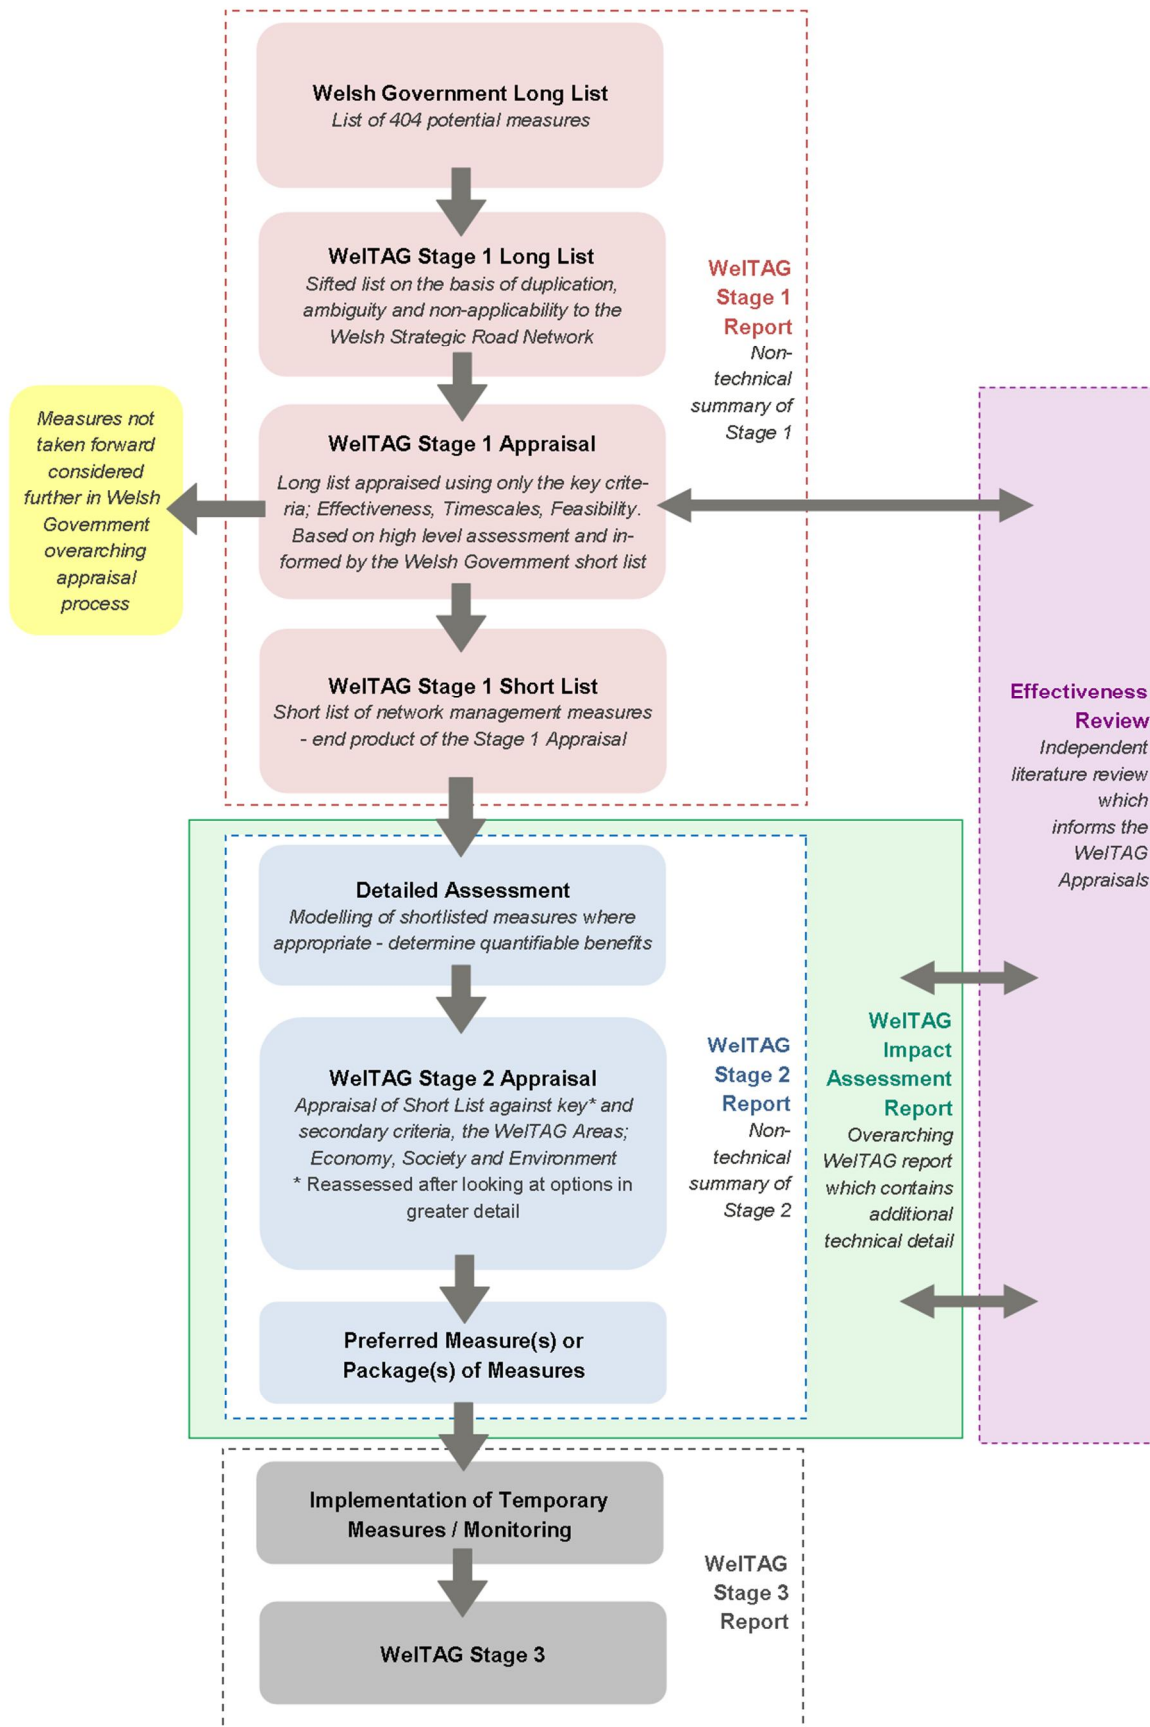 Welsh Government Long List
List of 404 potential measures
WelTAG Stage 1 Long List
Sifted list on the basis of duplication,
ambiguity and non-applicability to the
Welsh Strategic Road Network
WelTAG
Stage 1
Report
Non-
technical
summary of
Stage 1
Measures not
taken forward
considered
further in Welsh
Government
overarching
appraisal
process
WelTAG Stage 1 Appraisal
Long list appraised using only the key crite-
ria; Effectiveness, Timescales, Feasibility.
Based on high level assessment and in-
formed by the Welsh Government short list
WelTAG Stage 1 Short List
Short list of network management measures
- end product of the Stage 1 Appraisal
Effectiveness
Review
Independent
literature review
which
informs the
WelTAG
Appraisals
Detailed Assessment
Modelling of shortlisted measures where
appropriate - determine quantifiable benefits
WelTAG Stage 2 Appraisal
Appraisal of Short List against key* and
secondary criteria, the WelTAG Areas;
Economy, Society and Environment
* Reassessed after looking at options in
greater detail
WelTAG
Stage 2
Report
Non-
technical
summary of
Stage 2
WelTAG
Impact
Assessment
Report
Overarching
WelTAG report
which contains
additional
technical detail
Preferred Measure(s) or
Package(s) of Measures
Implementation of Temporary
Measures / Monitoring
WelTAG
Stage 3
Report
WelTAG Stage 3